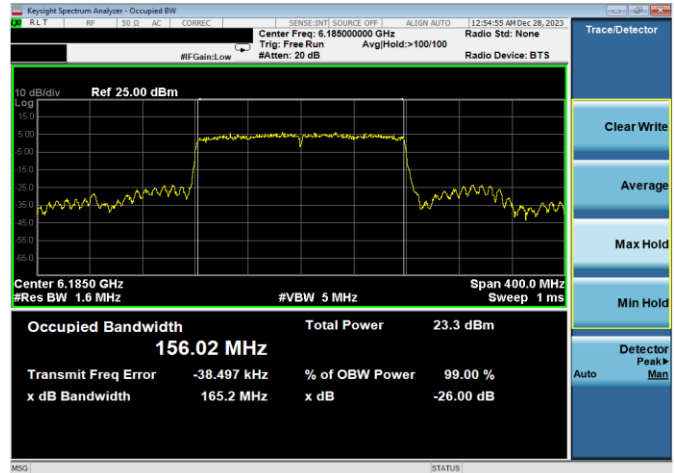 Keysight Spectrum Analyzer - Occupied BW
RLT RF 50 Ω AC CORREC SENSE:INT SOURCE OFF ALIGN AUTO 12:54:55 AM Dec 28, 2023
Center Freq: 6.185000000 GHz Radio Std: None
Trig: Free Run Avg|Hold:>100/100
#IFGain:Low #Atten: 20 dB Radio Device: BTS
Trace/Detector
10 dB/div Ref 25.00 dBm
Log
15.0
5.00
-5.00
-15.0
-25.0
-35.0
-45.0
-55.0
-65.0
Center 6.1850 GHz Span 400.0 MHz
#Res BW 1.6 MHz #VBW 5 MHz Sweep 1 ms
Occupied Bandwidth Total Power 23.3 dBm
156.02 MHz
Transmit Freq Error -38.497 kHz % of OBW Power 99.00 %
x dB Bandwidth 165.2 MHz x dB -26.00 dB
Clear Write
Average
Max Hold
Min Hold
Detector
Peak▶
Auto Man
MSG STATUS